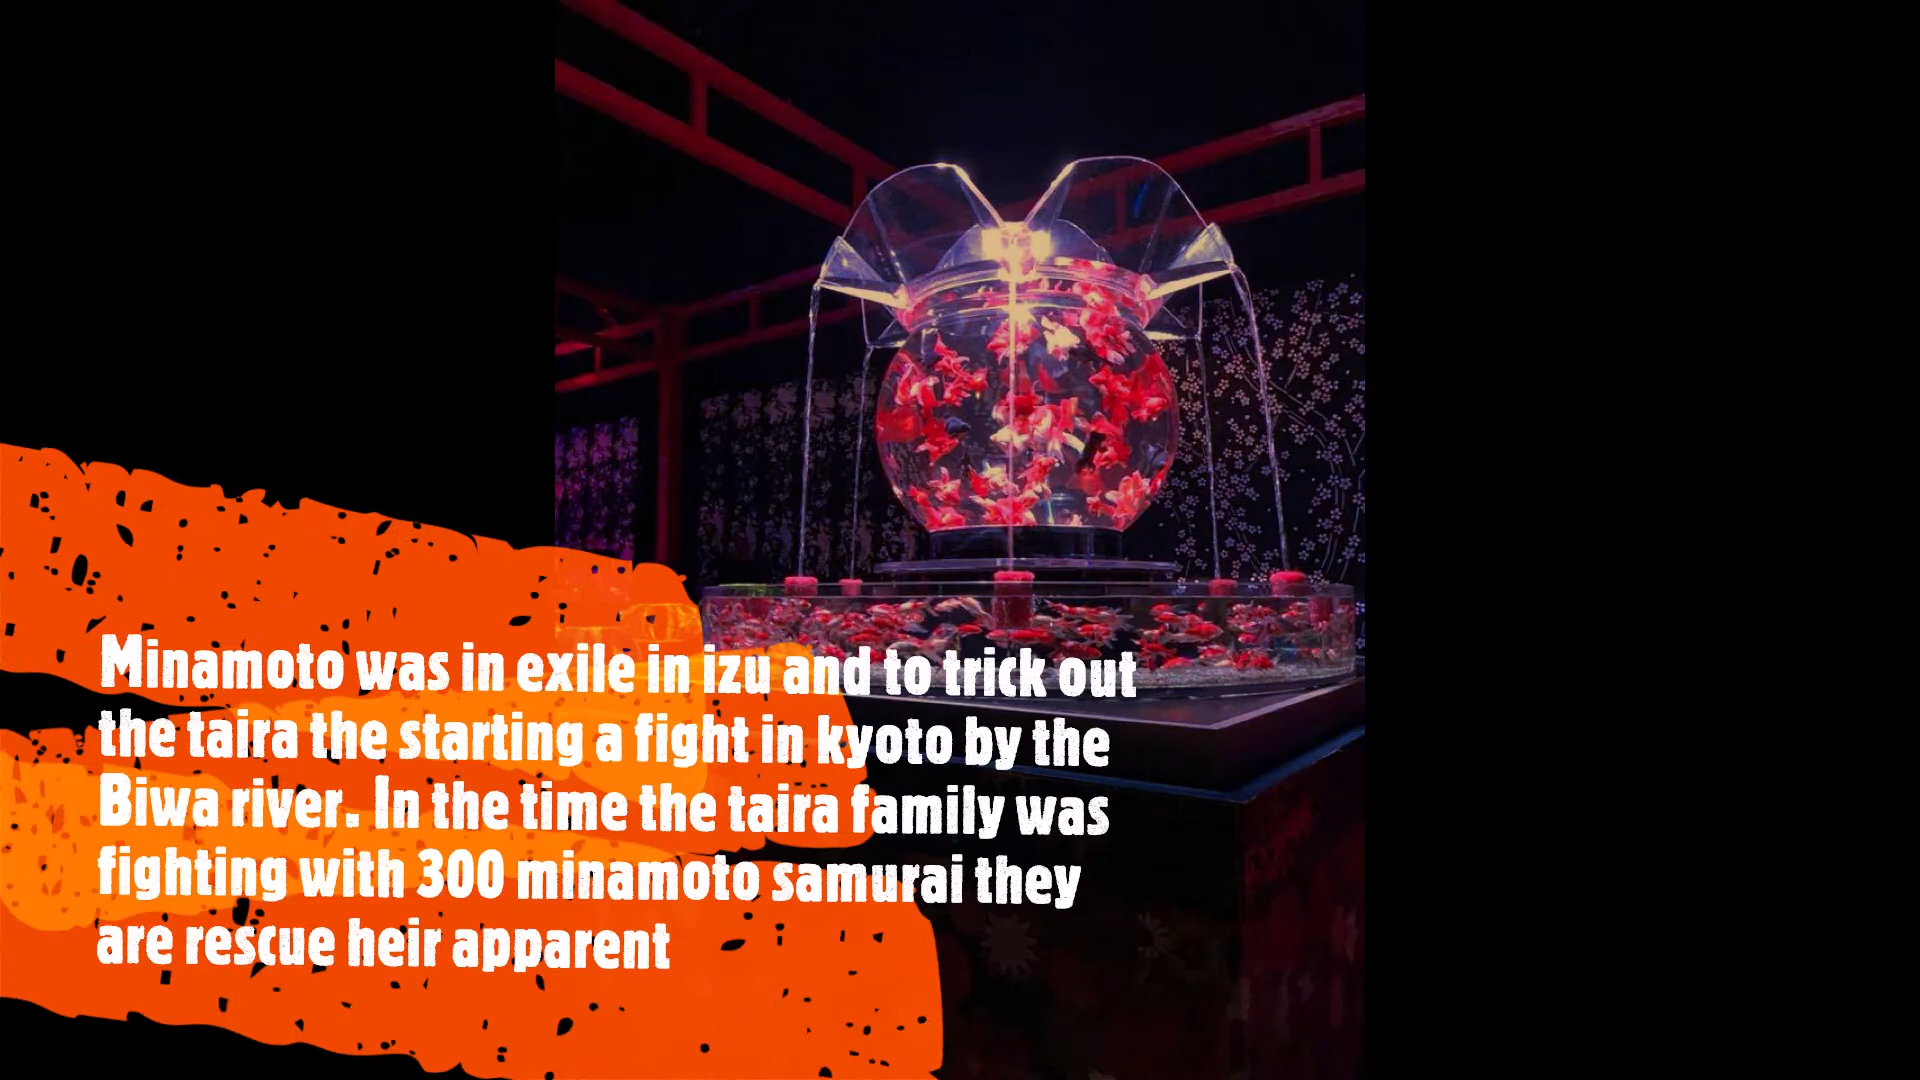 Minamoto was in exile in izu and to trick out
the taira the starting a fight in kyoto by the
Biwa river. In the time the taira family was
fighting with 300 minamoto samurai they
are rescue heir apparent